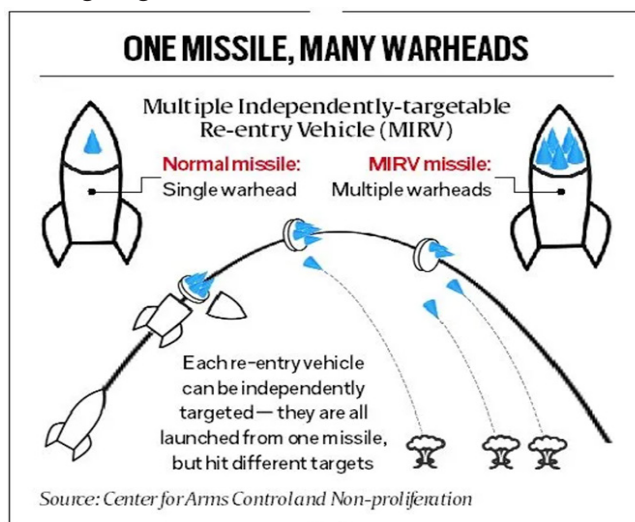 ONE MISSILE, MANY WARHEADS
Multiple Independently-targetable
Re-entry Vehicle (MIRV)
Normal missile:
Single warhead
MIRV missile:
Multiple warheads
Each re-entry vehicle
can be independently
targeted — they are all
launched from one missile,
but hit different targets
Source: Center for Arms Control and Non-proliferation